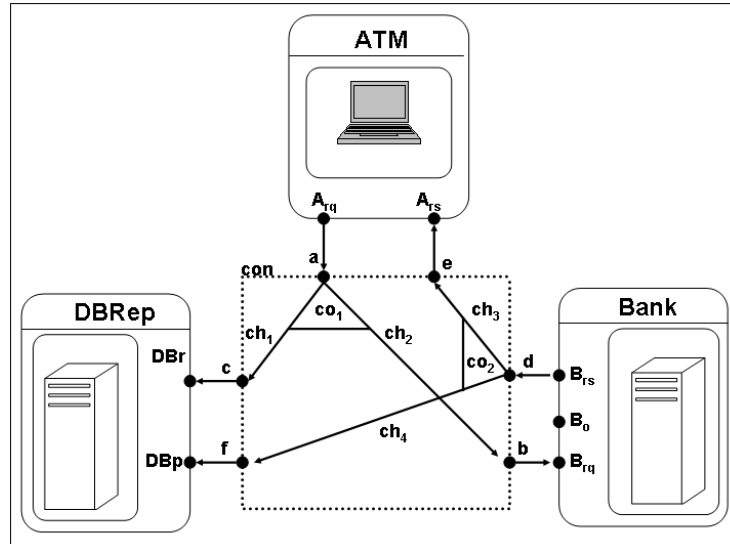 ATM
A_rq A_rs
a e
con
DBRep Bank
co_1 ch_3
ch_1 ch_2
DBr d B_rs
c co_2
B_o
ch_4
DBp f b B_rq